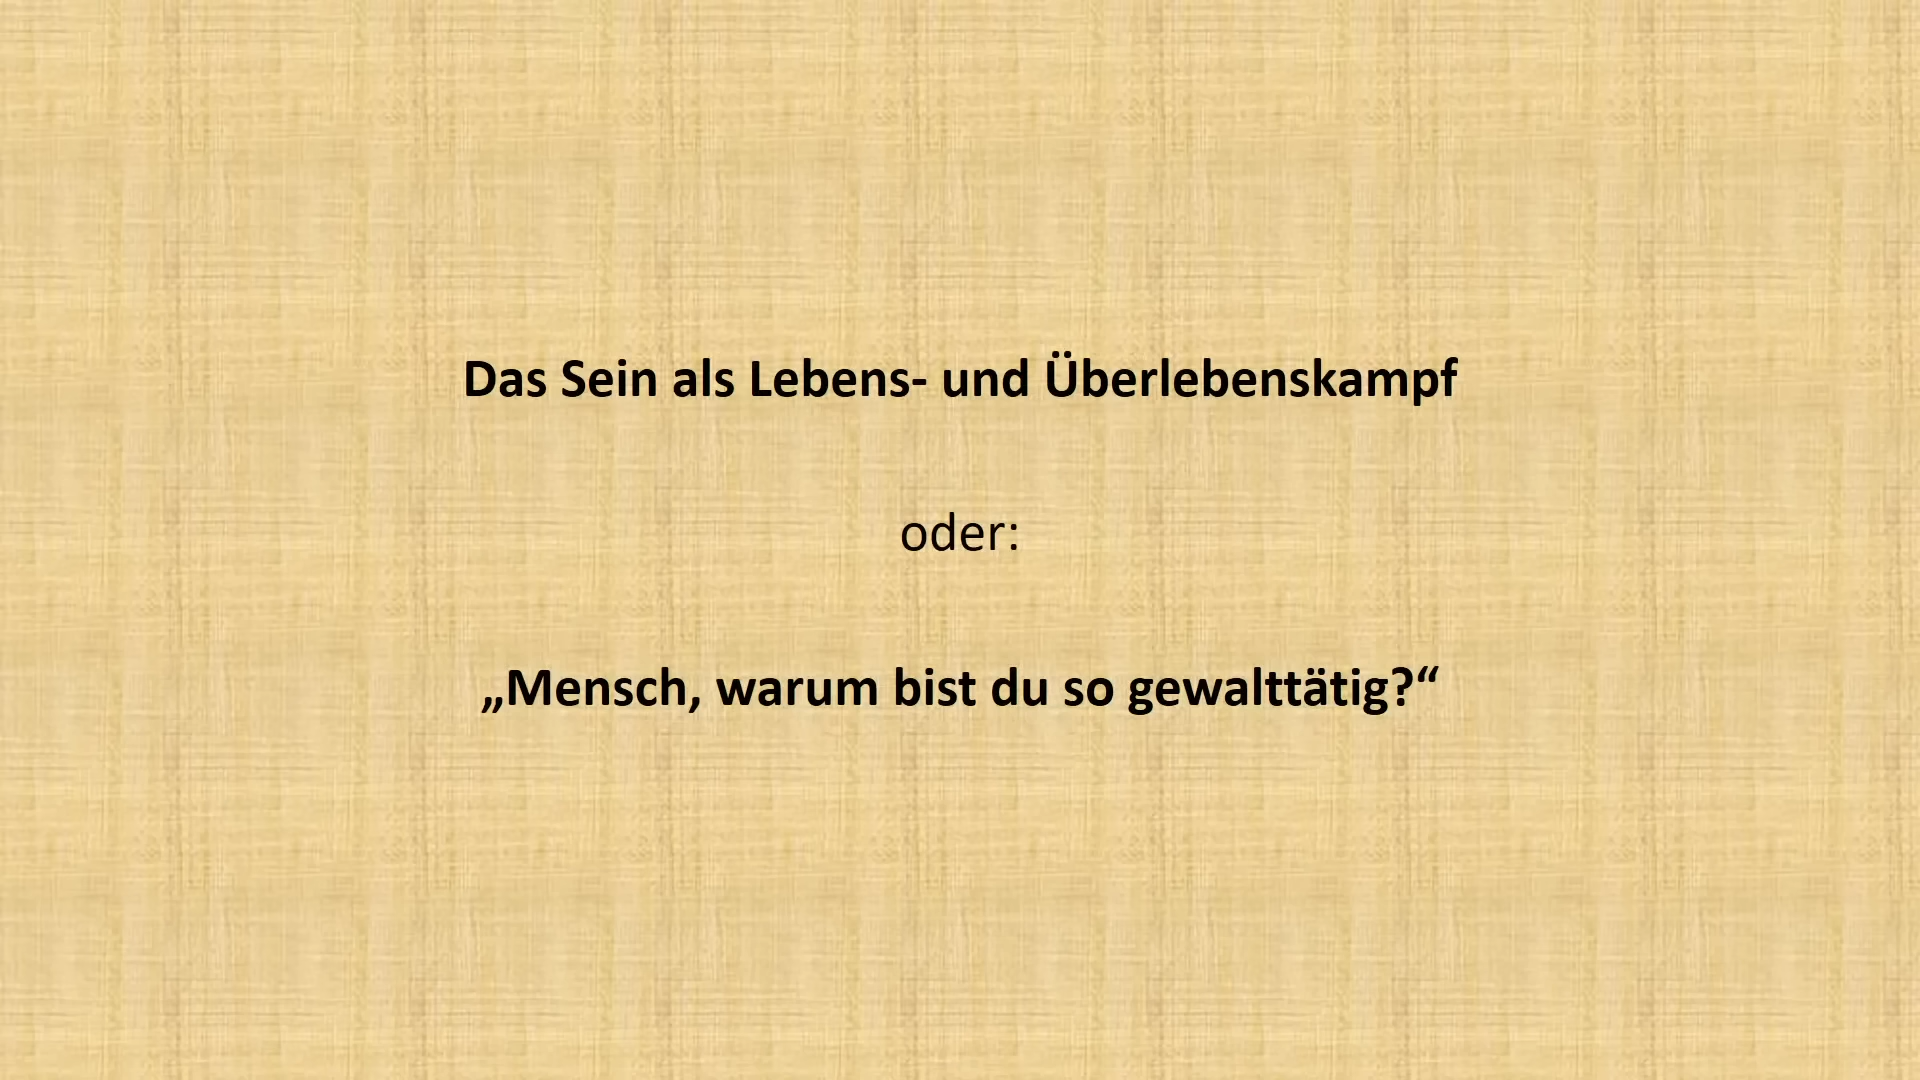 Das Sein als Lebens- und Überlebenskampf
oder:
„Mensch, warum bist du so gewalttätig?“